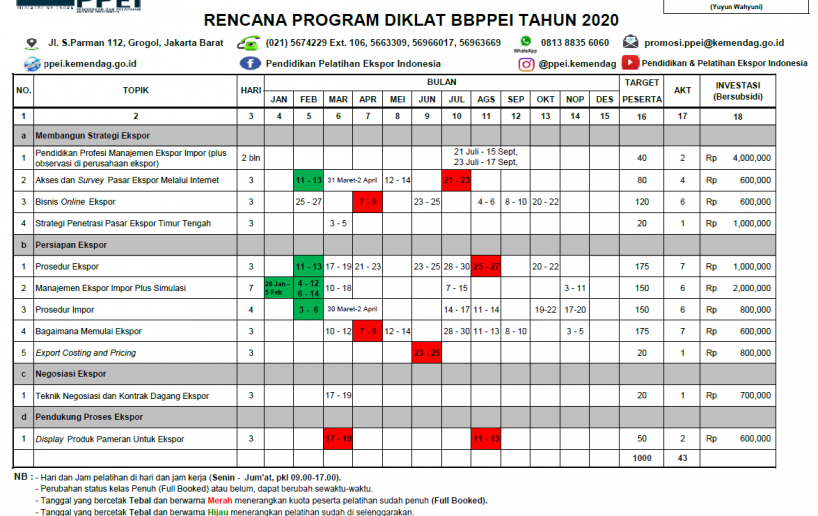 PPEI
(Yuyun Wahyuni)
RENCANA PROGRAM DIKLAT BBPPEI TAHUN 2020
Jl. S.Parman 112, Grogol, Jakarta Barat (021) 5674229 Ext. 106, 5663309, 56966017, 56963669 WhatsApp 0813 8835 6060 promosi.ppei@kemendag.go.id
ppei.kemendag.go.id Pendidikan Pelatihan Ekspor Indonesia @ppei.kemendag Pendidikan & Pelatihan Ekspor Indonesia
NO. TOPIK HARI BULAN TARGET PESERTA AKT INVESTASI (Bersubsidi)
JAN FEB MAR APR MEI JUN JUL AGS SEP OKT NOP DES
1 2 3 4 5 6 7 8 9 10 11 12 13 14 15 16 17 18
a Membangun Strategi Ekspor
1 Pendidikan Profesi Manajemen Ekspor Impor (plus observasi di perusahaan ekspor) 2 bln 21 Juli - 15 Sept, 23 Juli - 17 Sept, 40 2 Rp 4,000,000
2 Akses dan Survey Pasar Ekspor Melalui Internet 3 11 - 13 31 Maret-2 April 12 - 14 21 - 23 80 4 Rp 600,000
3 Bisnis Online Ekspor 3 25 - 27 7 - 9 23 - 25 4 - 6 8 - 10 20 - 22 120 6 Rp 600,000
4 Strategi Penetrasi Pasar Ekspor Timur Tengah 3 3 - 5 20 1 Rp 1,000,000
b Persiapan Ekspor
1 Prosedur Ekspor 3 11 - 13 17 - 19 21 - 23 23 - 25 28 - 30 25 - 27 20 - 22 175 7 Rp 1,000,000
2 Manajemen Ekspor Impor Plus Simulasi 7 28 Jan - 5 Feb 4 - 12 6 - 14 10 - 18 7 - 15 3 - 11 150 6 Rp 2,000,000
3 Prosedur Impor 4 3 - 6 30 Maret-2 April 14 - 17 11 - 14 19-22 17-20 150 6 Rp 800,000
4 Bagaimana Memulai Ekspor 3 10 - 12 7 - 8 12 - 14 28 - 30 11 - 13 8 - 10 3 - 5 175 7 Rp 600,000
5 Export Costing and Pricing 3 23 - 25 20 1 Rp 800,000
c Negosiasi Ekspor
1 Teknik Negosiasi dan Kontrak Dagang Ekspor 3 17 - 19 20 1 Rp 700,000
d Pendukung Proses Ekspor
1 Display Produk Pameran Untuk Ekspor 3 17 - 19 11 - 13 50 2 Rp 600,000
1000 43
NB : - Hari dan Jam pelatihan di hari dan jam kerja (Senin - Jum'at, pkl 09.00-17.00).
- Perubahan status kelas Penuh (Full Booked) atau belum, dapat berubah sewaktu-waktu.
- Tanggal yang bercetak Tebal dan berwarna Merah menerangkan kuota peserta pelatihan sudah penuh (Full Booked).
- Tanggal yang bercetak Tebal dan berwarna Hijau menerangkan pelatihan sudah di selenggarakan.